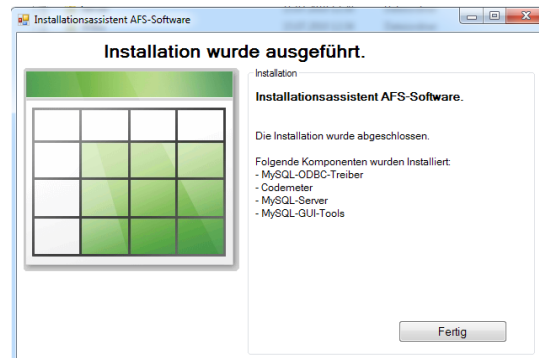 Installationsassistent AFS-Software
Installation wurde ausgeführt.
Installation
Installationsassistent AFS-Software.
Die Installation wurde abgeschlossen.
Folgende Komponenten wurden Installiert:
- MySQL-ODBC-Treiber
- Codemeter
- MySQL-Server
- MySQL-GUI-Tools
Fertig